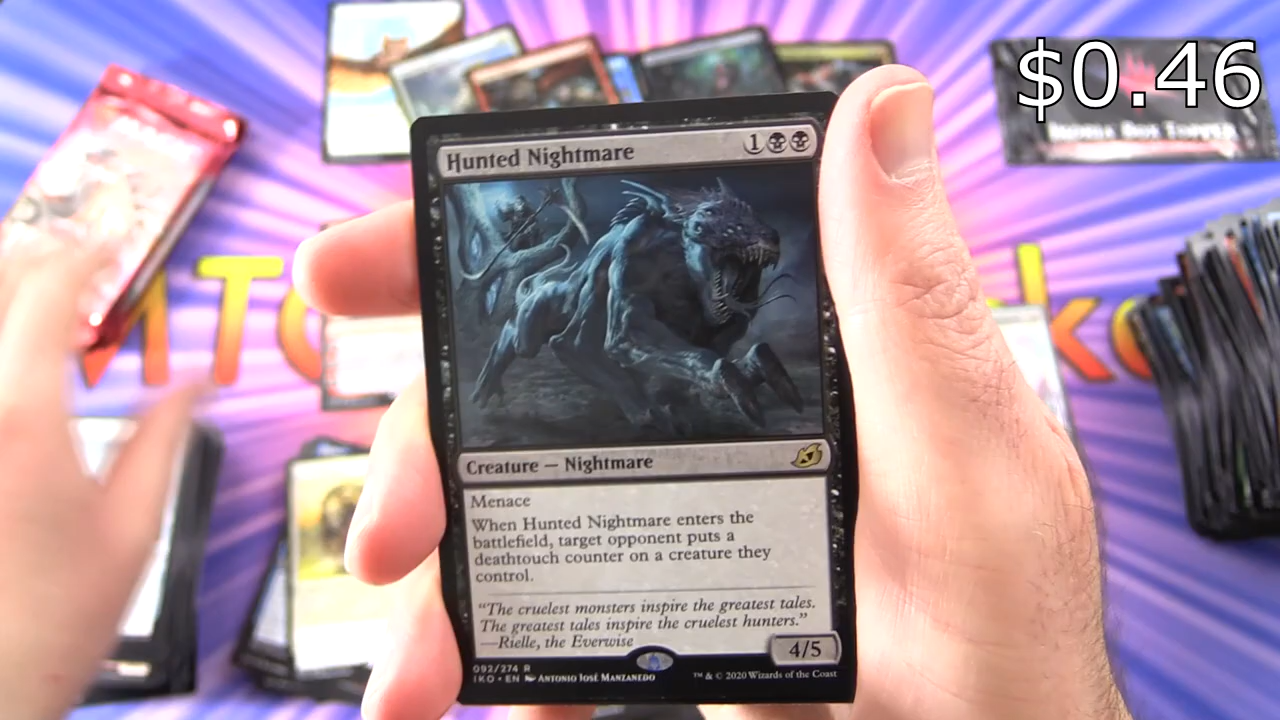 $0.46
Hunted Nightmare
1
Creature — Nightmare
Menace
When Hunted Nightmare enters the
battlefield, target opponent puts a
deathtouch counter on a creature they
control.
“The cruelest monsters inspire the greatest tales.
The greatest tales inspire the cruelest hunters.”
—Rielle, the Everwise
4/5
092/274 R
IKO • EN Antonio José Manzanedo
™ & © 2020 Wizards of the Coast